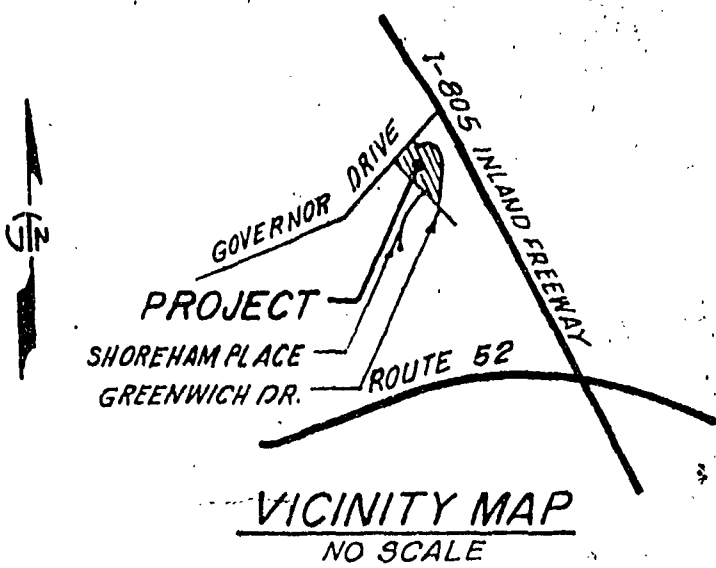 I-805 INLAND FREEWAY
GOVERNOR DRIVE
N
PROJECT
SHOREHAM PLACE
GREENWICH DR.
ROUTE 52
VICINITY MAP
NO SCALE